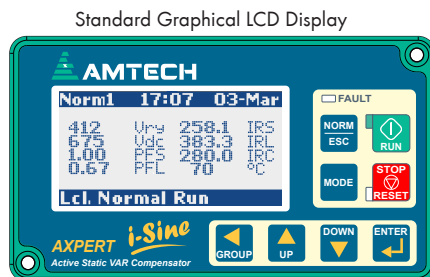 Standard Graphical LCD Display
AMTECH
Norm1 17:07 03-Mar
412 Vry 258.1 IRS
675 Vdc 383.3 IRL
1.00 PFS 280.0 IRC
0.67 PFL 70 °C
Lcl. Normal Run
FAULT
NORM
ESC
RUN
MODE
STOP
RESET
AXPERT i-Sine
Active Static VAR Compensator
GROUP
UP
DOWN
ENTER